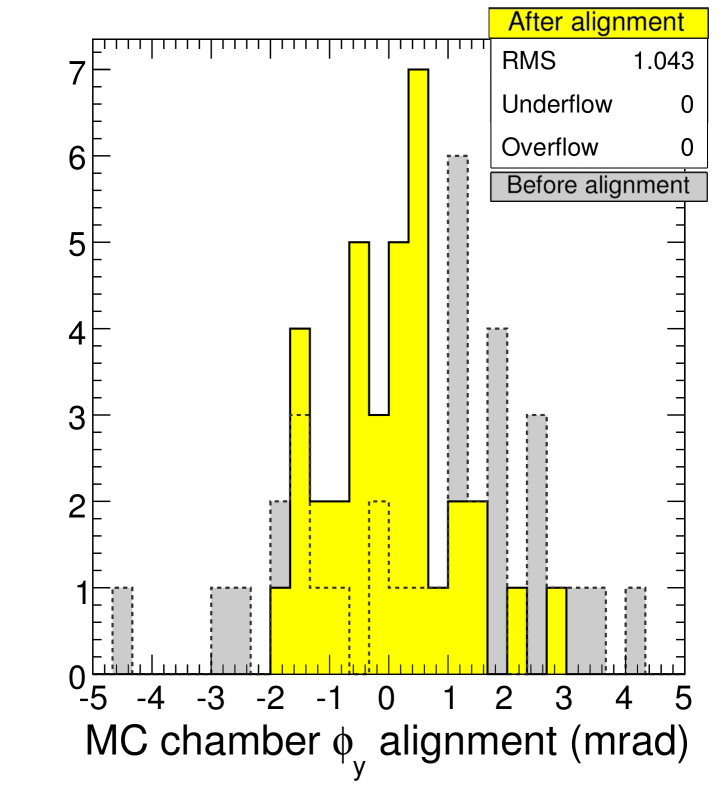 After alignment
RMS 1.043
Underflow 0
Overflow 0
Before alignment
7
6
5
4
3
2
1
0
-5 -4 -3 -2 -1 0 1 2 3 4 5
MC chamber ϕy alignment (mrad)